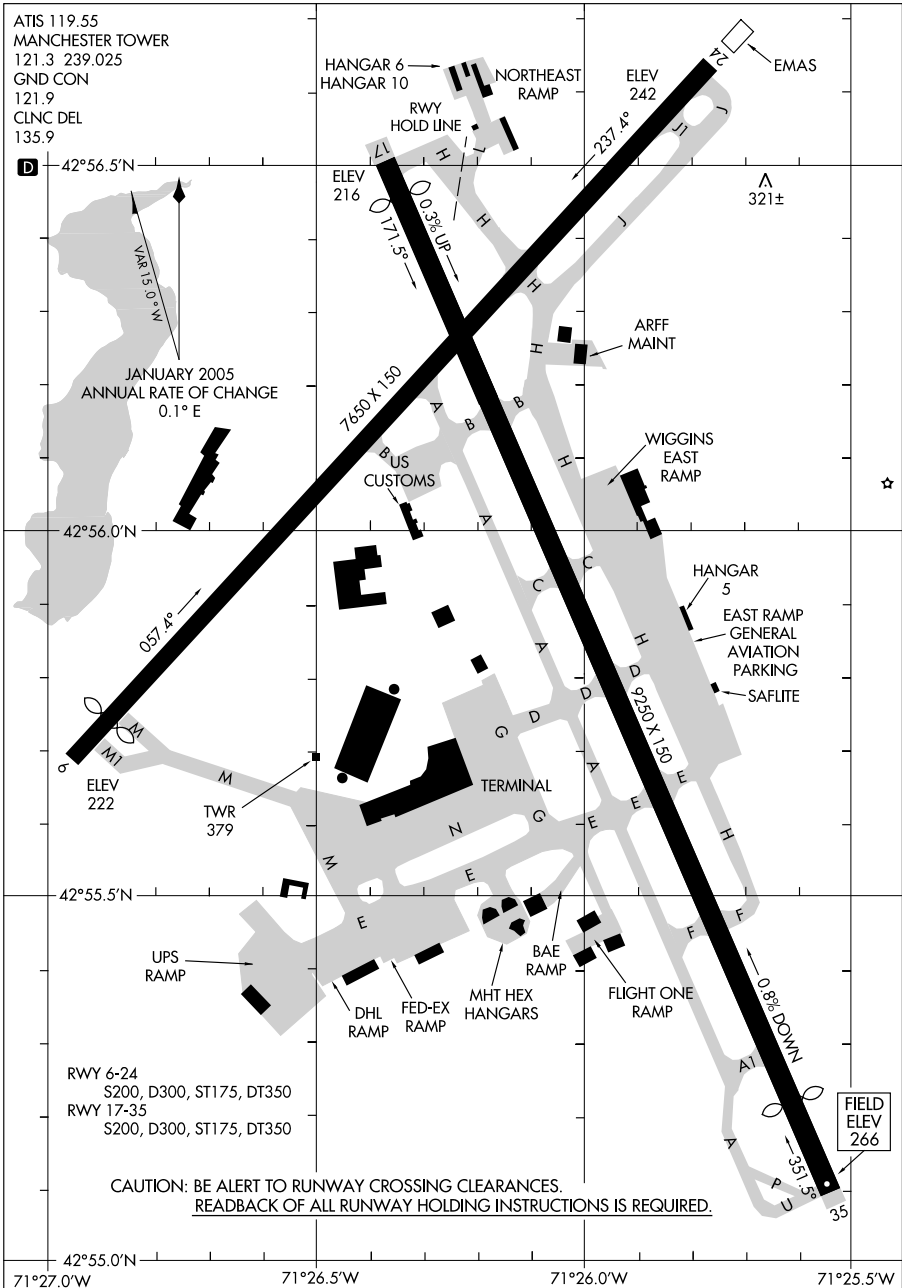 ATIS 119.55
MANCHESTER TOWER
121.3 239.025
GND CON
121.9
CLNC DEL
135.9
D
HANGAR 6
HANGAR 10
NORTHEAST
RAMP
RWY
HOLD LINE
ELEV
242
24
EMAS
J
J1
J
237.4°
42°56.5'N
17
H
L
H
H
H
ELEV
216
0.3% UP
171.5°
321±
VAR 15.0° W
JANUARY 2005
ANNUAL RATE OF CHANGE
0.1° E
ARFF
MAINT
7650 X 150
A
B
B
B
H
US
CUSTOMS
WIGGINS
EAST
RAMP
42°56.0'N
A
C
C
A
H
HANGAR
5
EAST RAMP
GENERAL
AVIATION
PARKING
SAFLITE
057.4°
D
D
D
G
9250 X 150
M
M1
M
6
ELEV
222
TWR
379
TERMINAL
A
E
E
E
G
N
H
M
E
E
42°55.5'N
F
F
UPS
RAMP
DHL
RAMP
FED-EX
RAMP
MHT HEX
HANGARS
BAE
RAMP
FLIGHT ONE
RAMP
0.8% DOWN
A1
A
RWY 6-24
S200, D300, ST175, DT350
RWY 17-35
S200, D300, ST175, DT350
FIELD
ELEV
266
351.5°
P
U
35
CAUTION: BE ALERT TO RUNWAY CROSSING CLEARANCES.
READBACK OF ALL RUNWAY HOLDING INSTRUCTIONS IS REQUIRED.
42°55.0'N
71°27.0'W
71°26.5'W
71°26.0'W
71°25.5'W